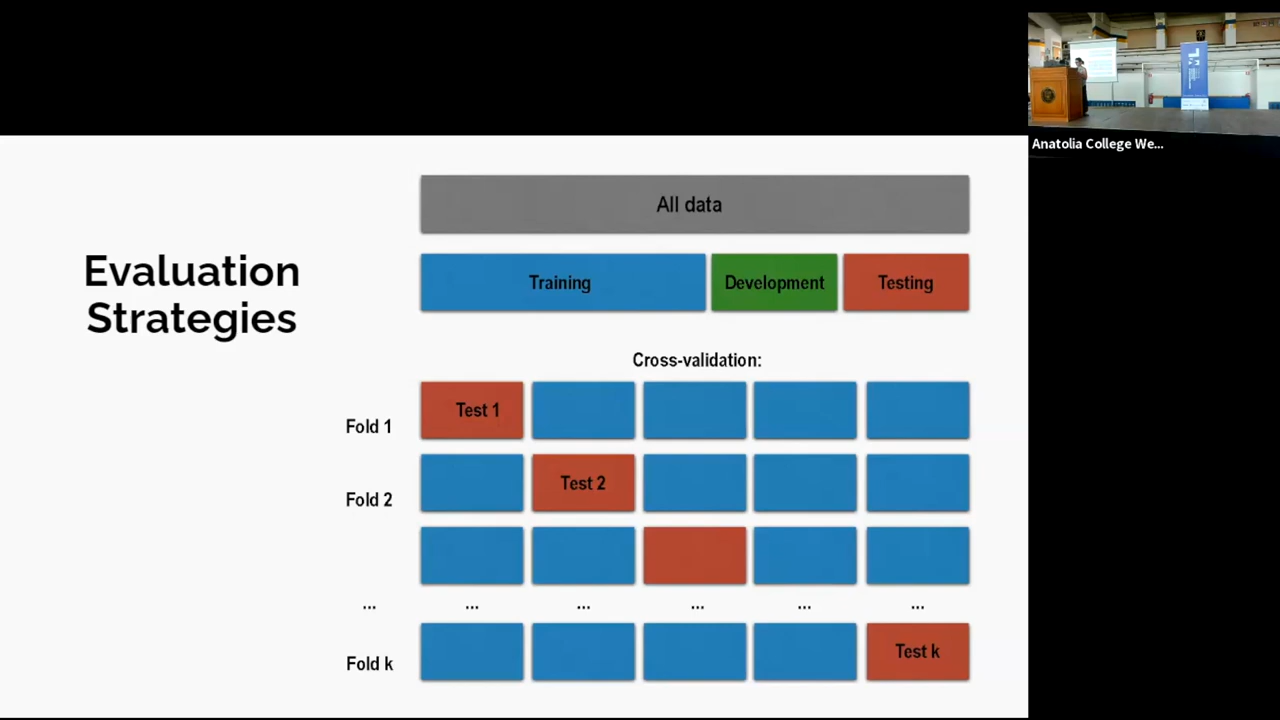 Anatolia College We...
All data
Evaluation
Strategies
Training
Development
Testing
Cross-validation:
Fold 1
Test 1
Fold 2
Test 2
... ... ... ... ... ...
Fold k
Test k